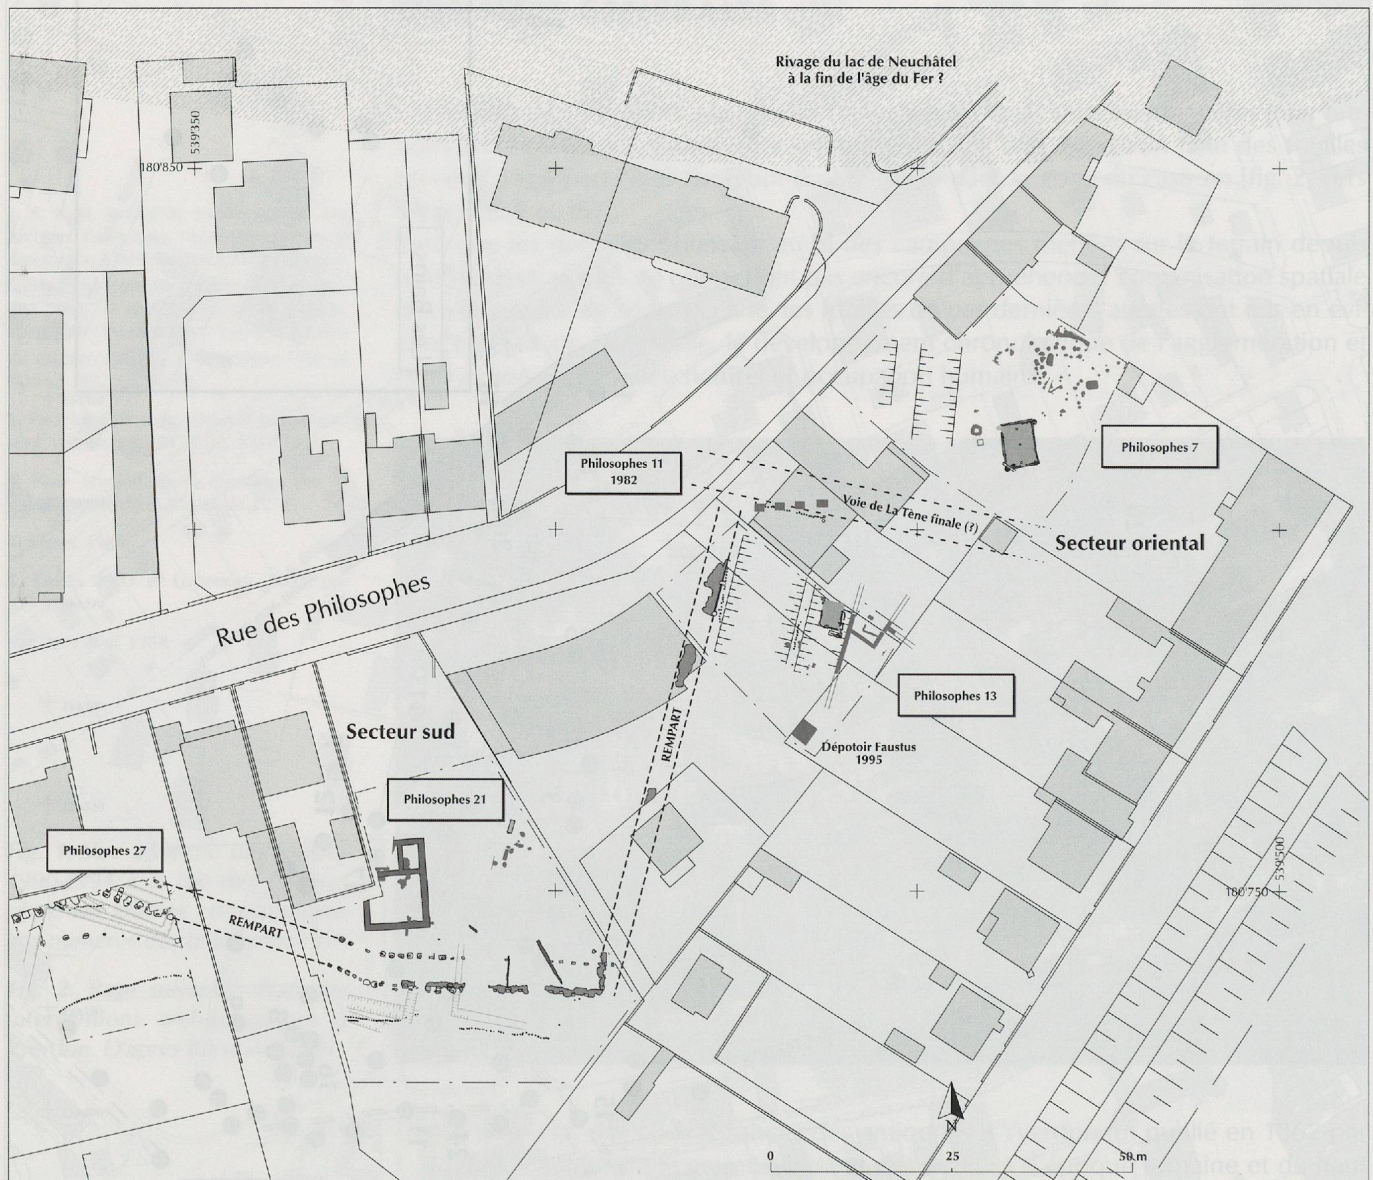 Rivage du lac de Neuchâtel
à la fin de l'âge du Fer ?
539'350
180'850
Philosophes 11
1982
Philosophes 7
Voie de La Tène finale (?)
Secteur oriental
Rue des Philosophes
Philosophes 13
Secteur sud
REMPART
Dépotoir Faustus
1995
Philosophes 21
Philosophes 27
539'500
180'750
REMPART
N
0 25 50 m